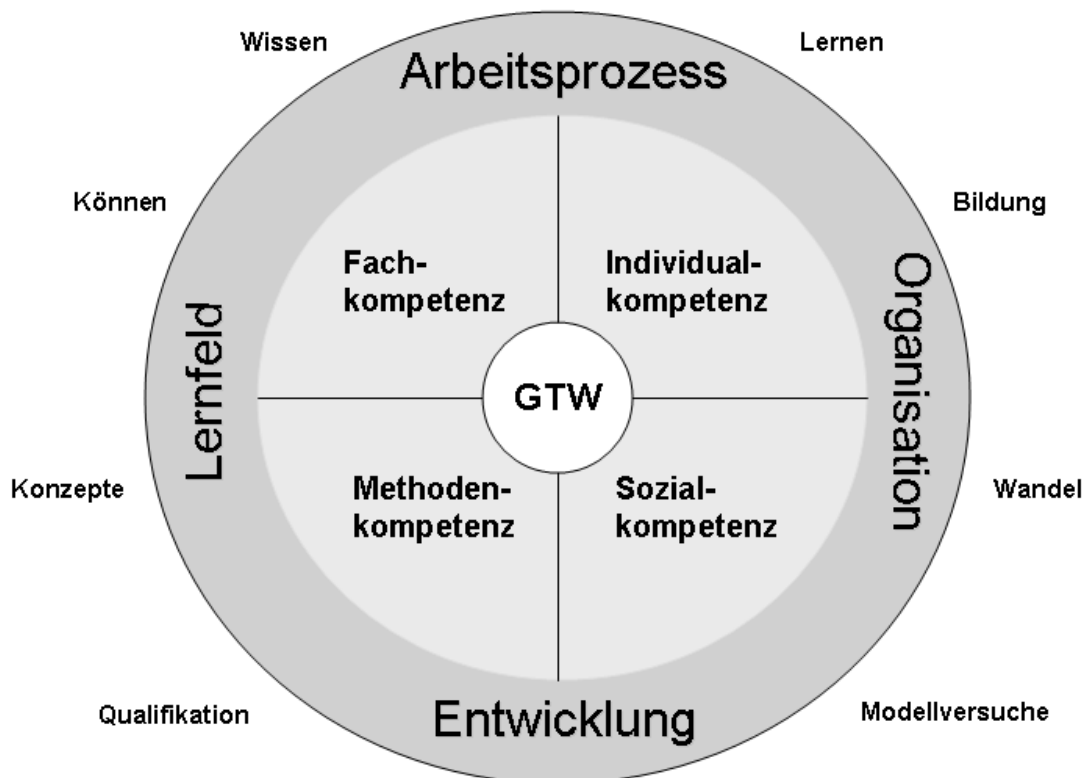 Wissen
Lernen
Arbeitsprozess
Können
Bildung
Fach-
kompetenz
Individual-
kompetenz
Lernfeld
Organisation
GTW
Methoden-
kompetenz
Sozial-
kompetenz
Konzepte
Wandel
Qualifikation
Entwicklung
Modellversuche